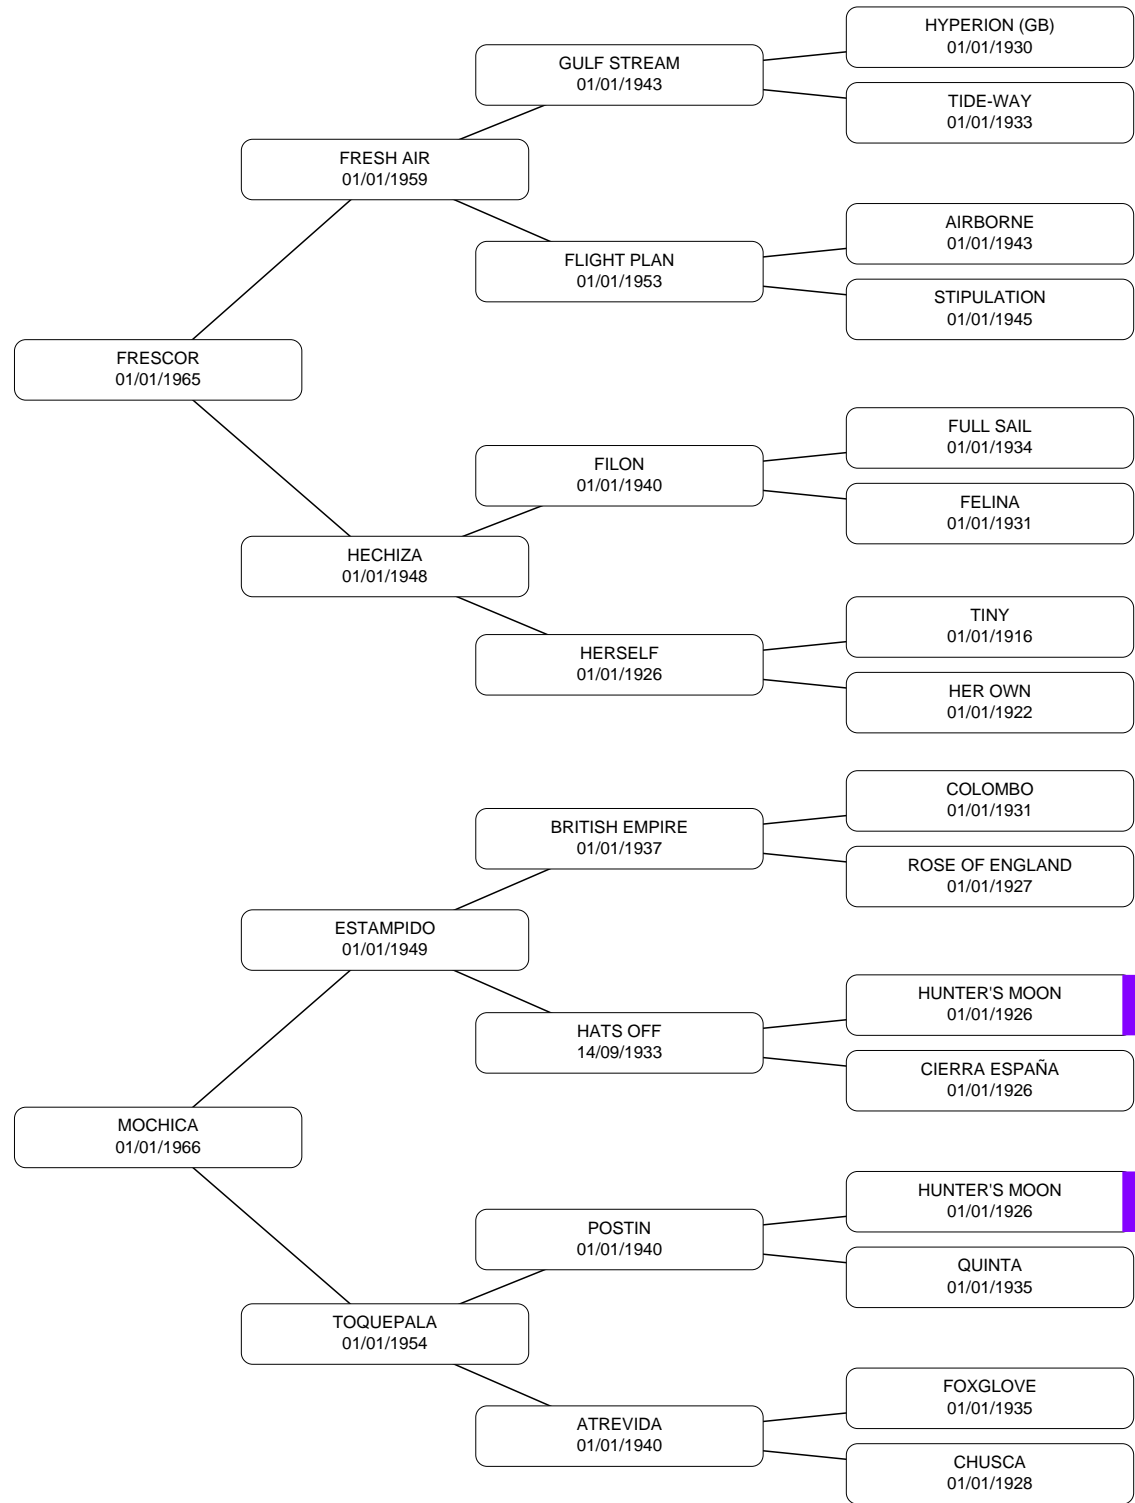 HYPERION (GB)
01/01/1930
GULF STREAM
01/01/1943
TIDE-WAY
01/01/1933
FRESH AIR
01/01/1959
AIRBORNE
01/01/1943
FLIGHT PLAN
01/01/1953
STIPULATION
01/01/1945
FRESCOR
01/01/1965
FULL SAIL
01/01/1934
FILON
01/01/1940
FELINA
01/01/1931
HECHIZA
01/01/1948
TINY
01/01/1916
HERSELF
01/01/1926
HER OWN
01/01/1922
COLOMBO
01/01/1931
BRITISH EMPIRE
01/01/1937
ROSE OF ENGLAND
01/01/1927
ESTAMPIDO
01/01/1949
HUNTER'S MOON
01/01/1926
HATS OFF
14/09/1933
CIERRA ESPAÑA
01/01/1926
MOCHICA
01/01/1966
HUNTER'S MOON
01/01/1926
POSTIN
01/01/1940
QUINTA
01/01/1935
TOQUEPALA
01/01/1954
FOXGLOVE
01/01/1935
ATREVIDA
01/01/1940
CHUSCA
01/01/1928